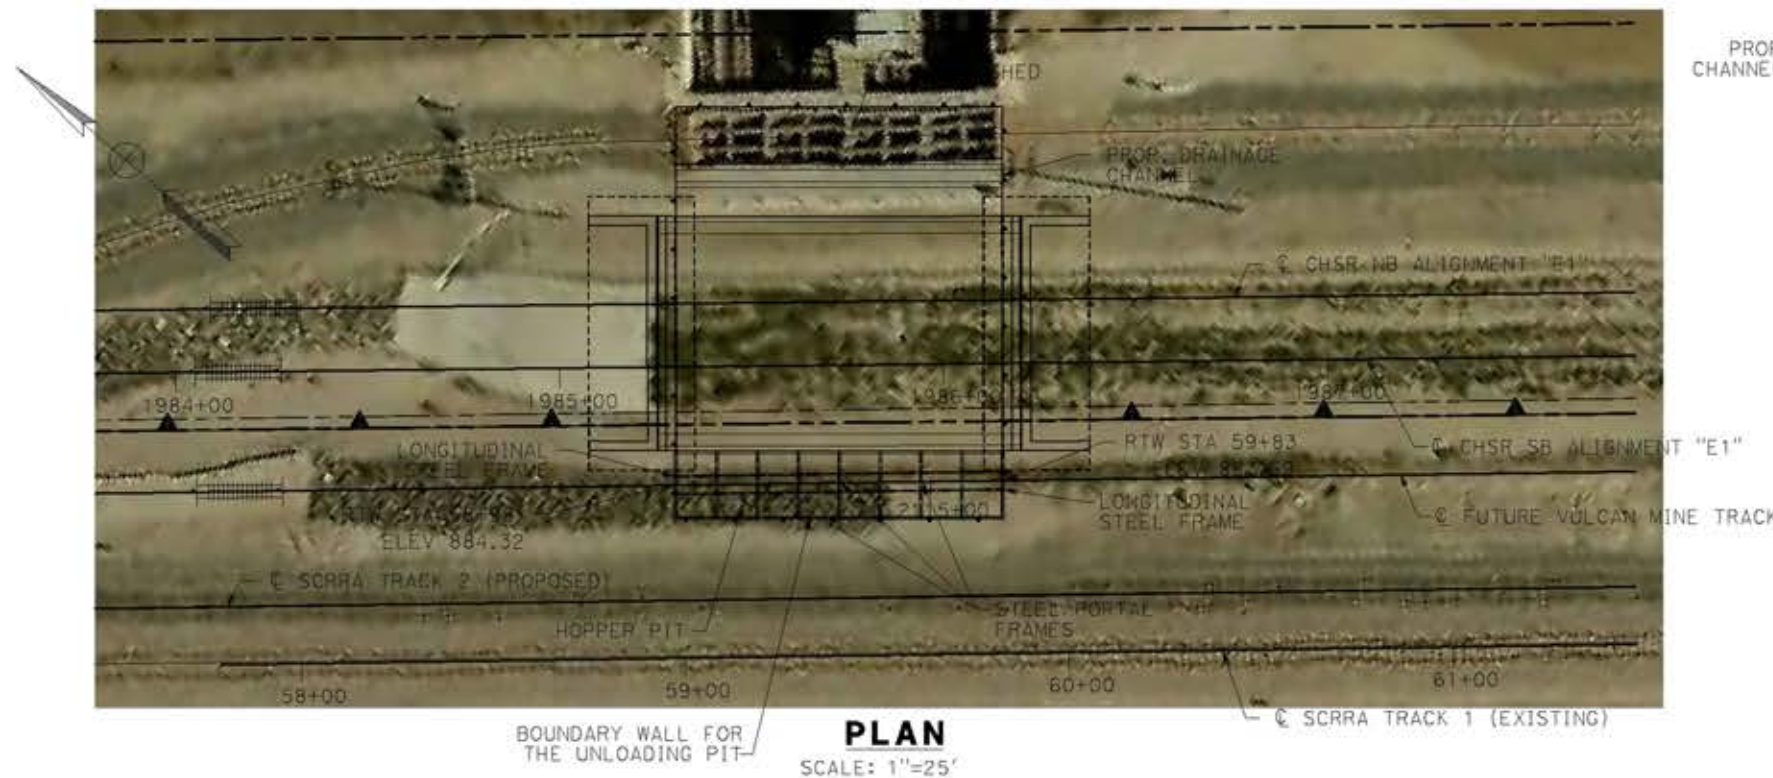 PROP
CHANNE
HED
PROP. DRAINAGE
CHANNEL
℄ CHSR NB ALIGNMENT "E1"
1984+00
1985+00
1986+00
1987+00
LONGITUDINAL
STEEL FRAME
RTW STA 59+83
℄ CHSR SB ALIGNMENT "E1"
LONGITUDINAL
STEEL FRAME
2115+00
ELEV 884.32
℄ FUTURE VULCAN MINE TRACK
℄ SCRRA TRACK 2 (PROPOSED)
HOPPER PIT
STEEL PORTAL
FRAMES
58+00
59+00
60+00
61+00
℄ SCRRA TRACK 1 (EXISTING)
BOUNDARY WALL FOR
THE UNLOADING PIT
PLAN
SCALE: 1"=25'